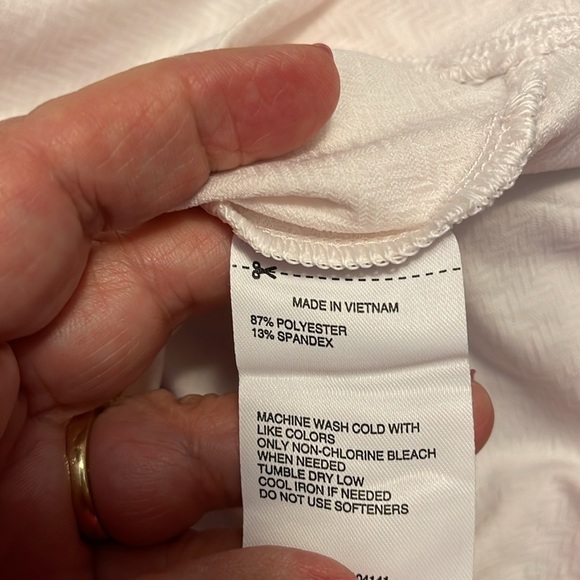 MADE IN VIETNAM
87% POLYESTER
13% SPANDEX
MACHINE WASH COLD WITH
LIKE COLORS
ONLY NON-CHLORINE BLEACH
WHEN NEEDED
TUMBLE DRY LOW
COOL IRON IF NEEDED
DO NOT USE SOFTENERS